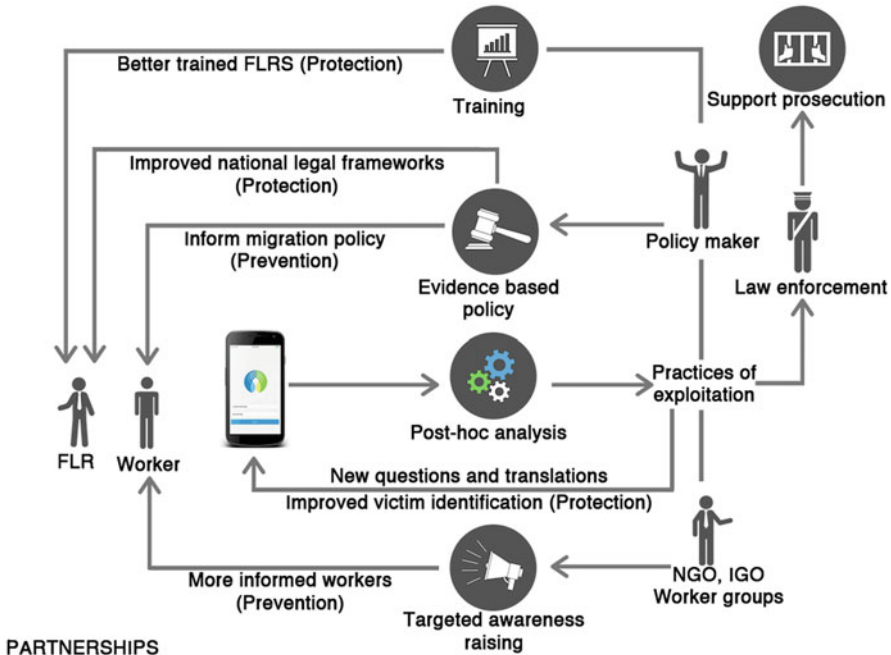 Better trained FLRS (Protection)
Training
Support prosecution
Improved national legal frameworks
(Protection)
Inform migration policy
(Prevention)
Evidence based
policy
Policy maker
Law enforcement
FLR
Worker
Post-hoc analysis
Practices of
exploitation
New questions and translations
Improved victim identification (Protection)
More informed workers
(Prevention)
Targeted awareness
raising
NGO, IGO
Worker groups
PARTNERSHIPS